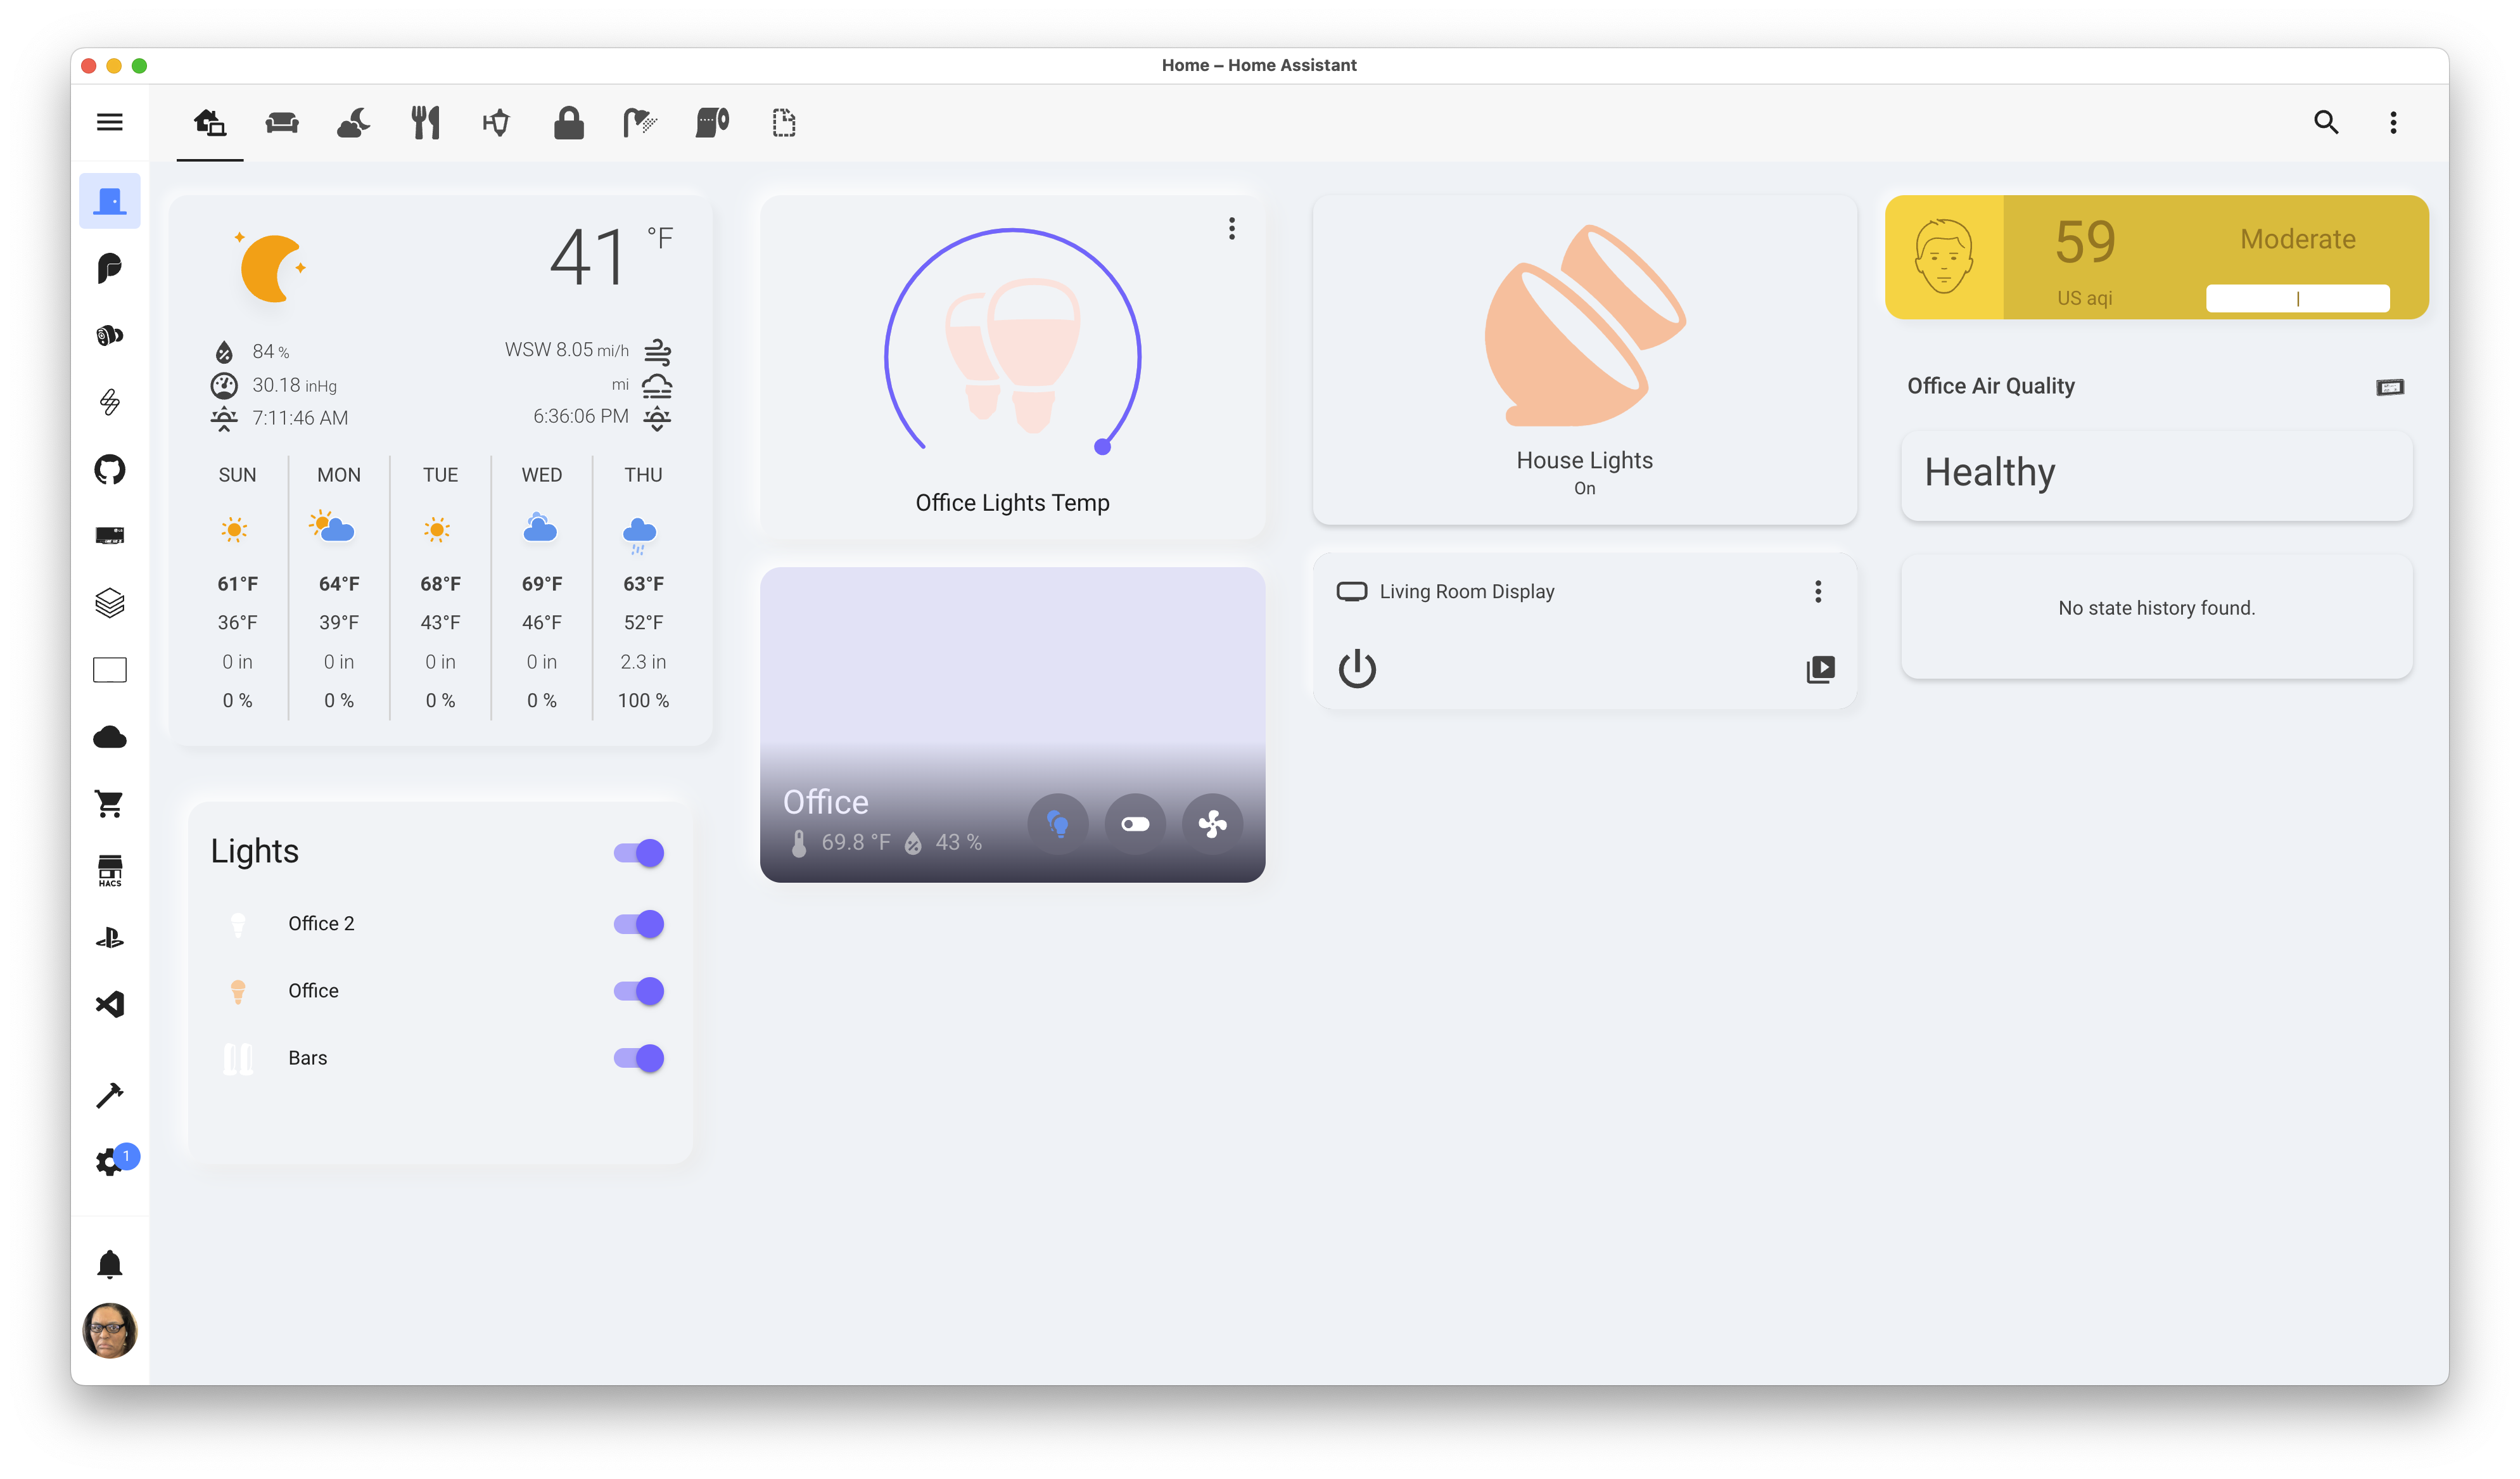 Home – Home Assistant
41 °F
84 %
WSW 8.05 mi/h
30.18 inHg
mi
7:11:46 AM
6:36:06 PM
SUN MON TUE WED THU
61°F 64°F 68°F 69°F 63°F
36°F 39°F 43°F 46°F 52°F
0 in 0 in 0 in 0 in 2.3 in
0 % 0 % 0 % 0 % 100 %
Lights
Office 2
Office
Bars
Office Lights Temp
Office
69.8 °F 43 %
House Lights
On
Living Room Display
59
US aqi
Moderate
Office Air Quality
Healthy
No state history found.
HACS
1